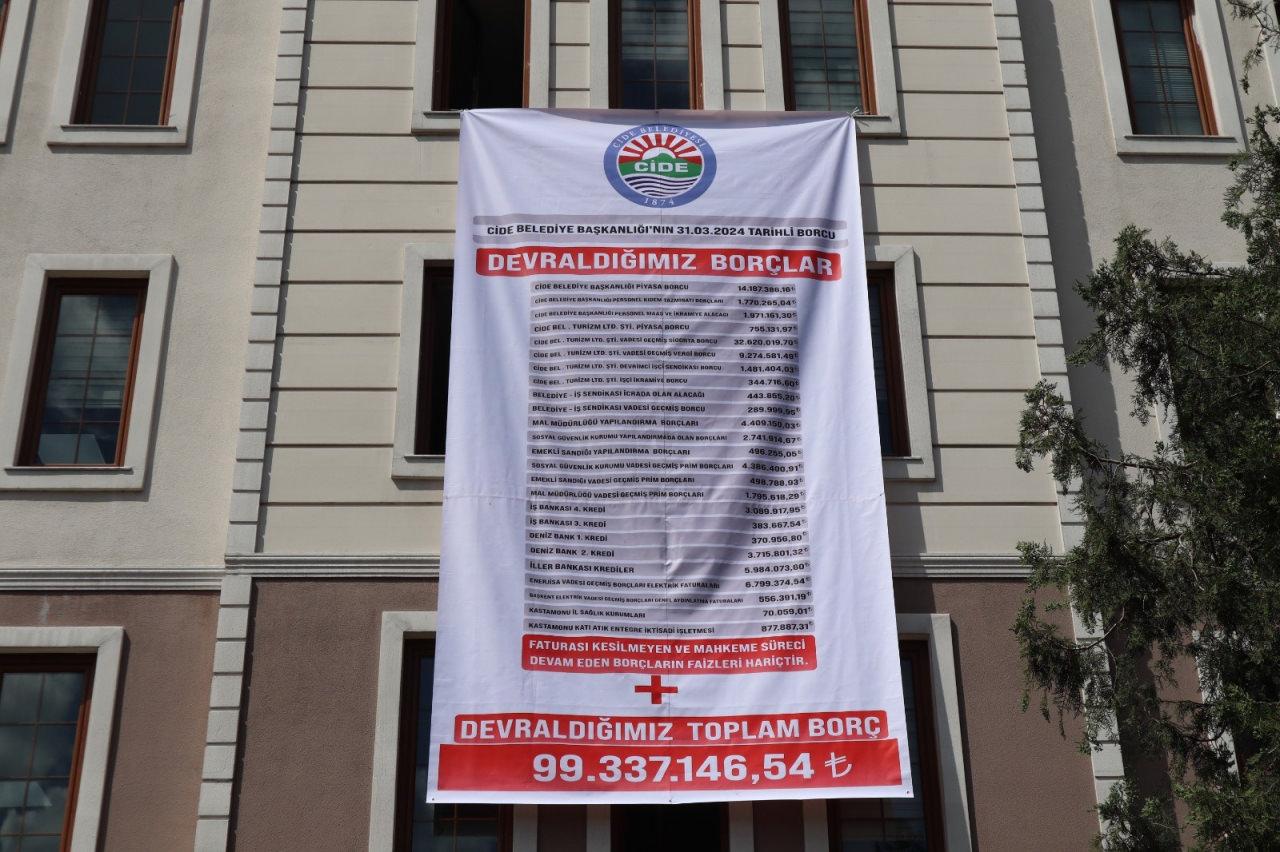 CİDE BELEDİYESİ
CİDE
1874
CİDE BELEDİYE BAŞKANLIĞI'NIN 31.03.2024 TARİHLİ BORCU
DEVRALDIĞIMIZ BORÇLAR
CİDE BELEDİYE BAŞKANLIĞI PİYASA BORCU 14.187.386,16₺
CİDE BELEDİYE BAŞKANLIĞI PERSONEL KIDEM TAZMİNATI BORÇLARI 1.770.265,04₺
CİDE BELEDİYE BAŞKANLIĞI PERSONEL MAAŞ VE İKRAMİYE ALACAĞI 1.971.161,30₺
CİDE BEL . TURİZM LTD. ŞTİ. PİYASA BORCU 755.131,97₺
CİDE BEL . TURİZM LTD. ŞTİ. VADESİ GEÇMİŞ SİGORTA BORCU 32.620.019,70₺
CİDE BEL . TURİZM LTD. ŞTİ. VADESİ GEÇMİŞ VERGİ BORCU 9.274.581,49₺
CİDE BEL . TURİZM LTD. ŞTİ. DEVRİMCİ İŞÇİ SENDİKASI BORCU 1.481.404,03₺
CİDE BEL . TURİZM LTD. ŞTİ. İŞÇİ İKRAMİYE BORCU 344.716,60₺
BELEDİYE - İŞ SENDİKASI İCRADA OLAN ALACAĞI 443.855,20₺
BELEDİYE - İŞ SENDİKASI VADESİ GEÇMİŞ BORCU 289.999,95₺
MAL MÜDÜRLÜĞÜ YAPILANDIRMA BORÇLARI 4.409.150,03₺
SOSYAL GÜVENLİK KURUMU YAPILANDIRMADA OLAN BORÇLARI 2.741.914,67₺
EMEKLİ SANDIĞI YAPILANDIRMA BORÇLARI 496.255,05₺
SOSYAL GÜVENLİK KURUMU VADESİ GEÇMİŞ PRİM BORÇLARI 4.386.400,91₺
EMEKLİ SANDIĞI VADESİ GEÇMİŞ PRİM BORÇLARI 498.788,93₺
MAL MÜDÜRLÜĞÜ VADESİ GEÇMİŞ PRİM BORÇLARI 1.795.618,29₺
İŞ BANKASI 4. KREDİ 3.089.917,95₺
İŞ BANKASI 3. KREDİ 383.667,54₺
DENİZ BANK 1. KREDİ 370.956,80₺
DENİZ BANK 2. KREDİ 3.715.801,32₺
İLLER BANKASI KREDİLER 5.984.073,80₺
ENERJİSA VADESİ GEÇMİŞ BORÇLARI ELEKTRİK FATURALARI 6.799.374,54₺
BAŞKENT ELEKTRİK VADESİ GEÇMİŞ BORÇLARI GENEL AYDINLATMA FATURALARI 556.391,19₺
KASTAMONU İL SAĞLIK KURUMLARI 70.059,01₺
KASTAMONU KATI ATIK ENTEGRE İKTİSADİ İŞLETMESİ 877.887,31₺
FATURASI KESİLMEYEN VE MAHKEME SÜRECİ
DEVAM EDEN BORÇLARIN FAİZLERİ HARİÇTİR.
+
DEVRALDIĞIMIZ TOPLAM BORÇ
99.337.146,54 ₺